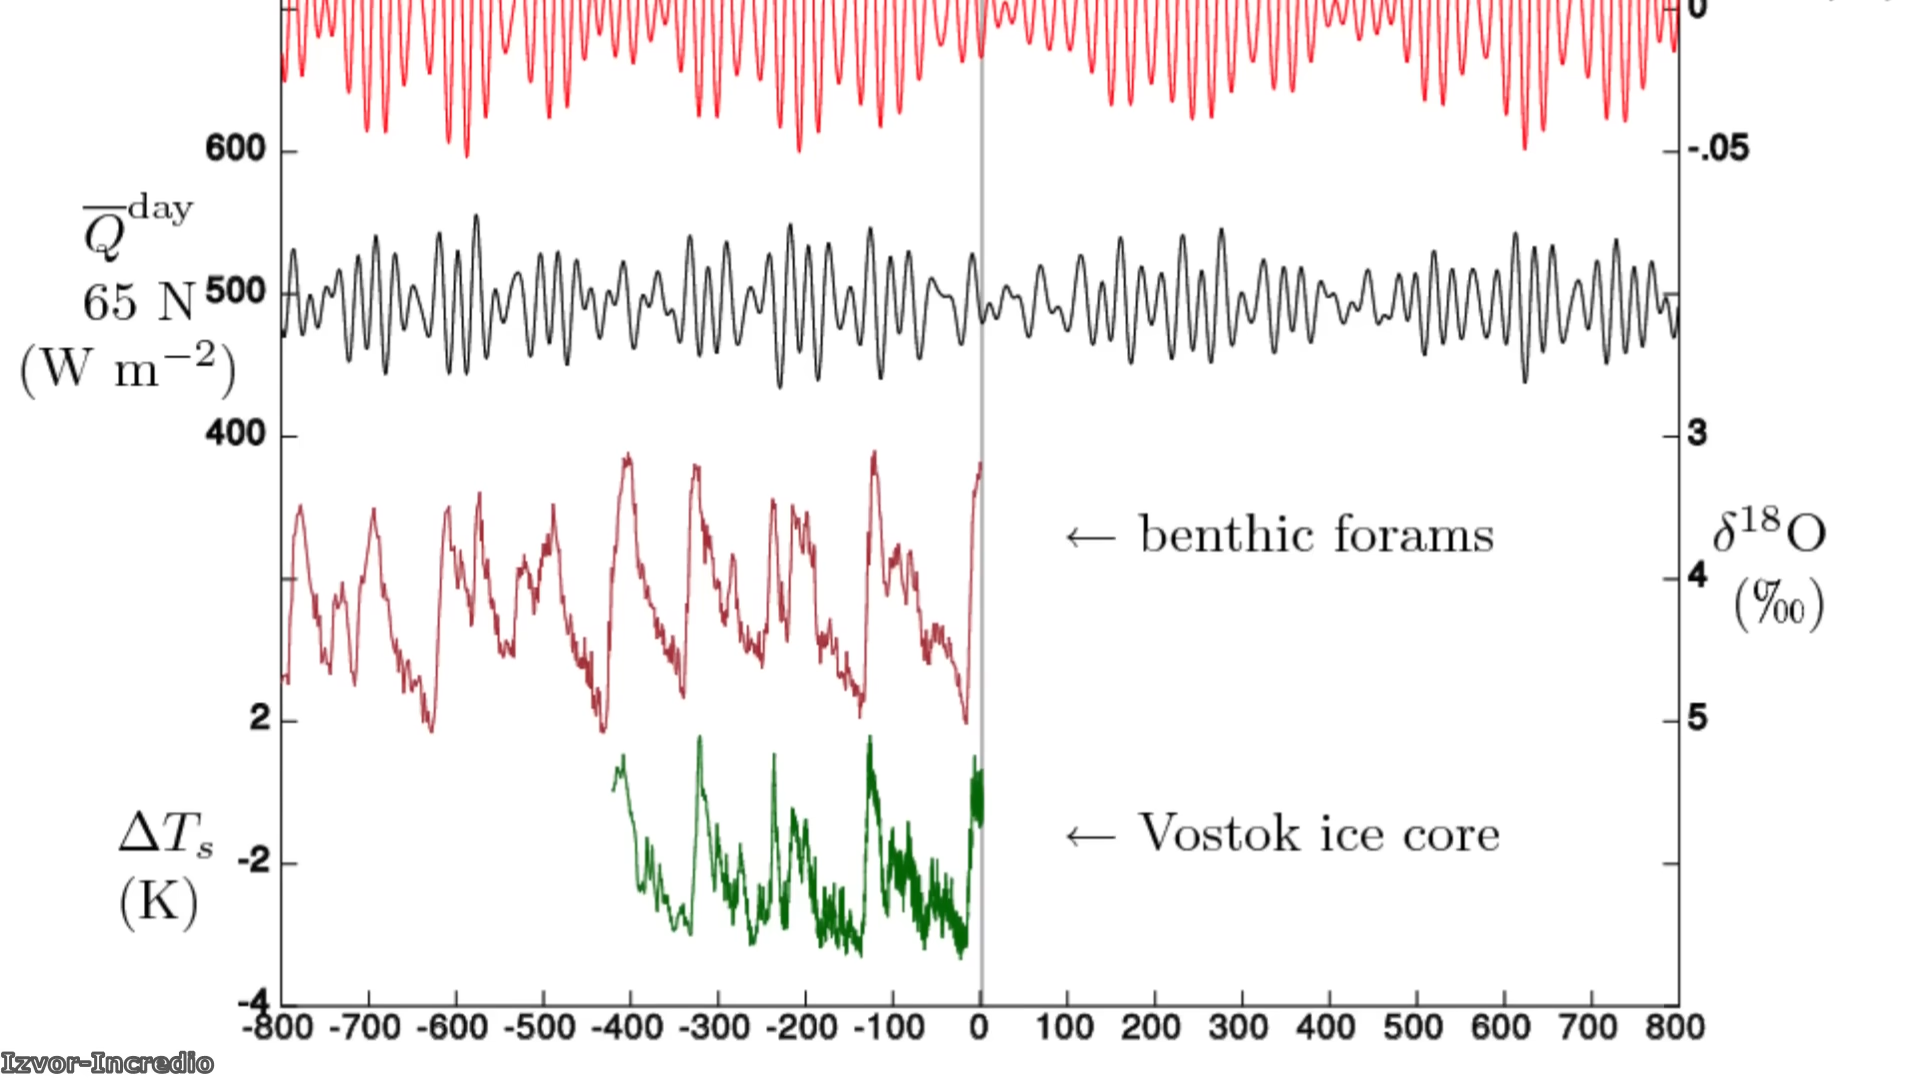 0
600
-.05
Q̅ day
65 N
500
(W m−2)
400
3
← benthic forams
δ18O
4
(‰)
2
5
ΔTs
← Vostok ice core
-2
(K)
-4
-800 -700 -600 -500 -400 -300 -200 -100 0 100 200 300 400 500 600 700 800
Izvor-Incredio